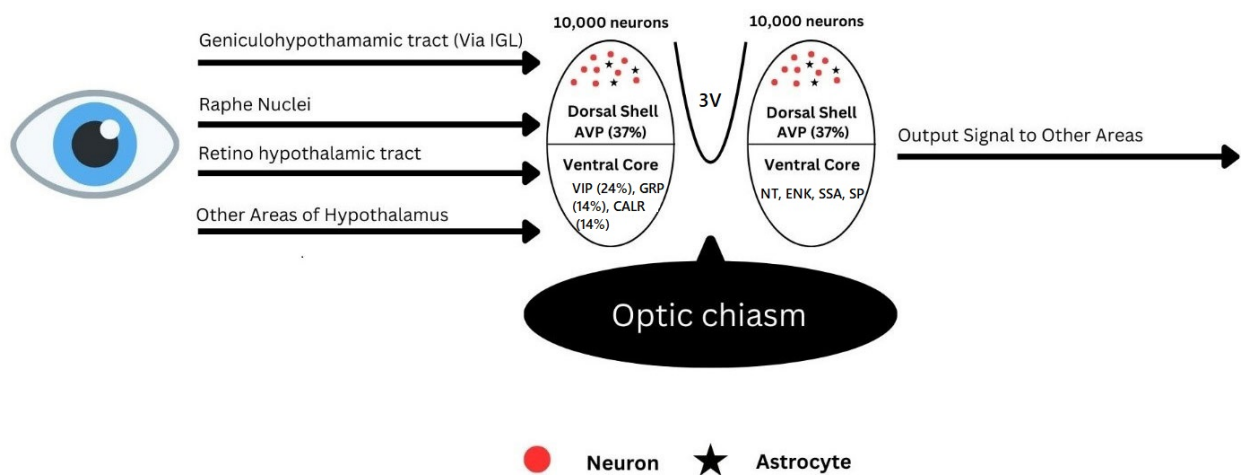 10,000 neurons
10,000 neurons
Geniculohypothamamic tract (Via IGL)
Raphe Nuclei
Retino hypothalamic tract
Other Areas of Hypothalamus
Dorsal Shell
AVP (37%)
Ventral Core
VIP (24%), GRP
(14%), CALR
(14%)
3V
Dorsal Shell
AVP (37%)
Ventral Core
NT, ENK, SSA, SP
Output Signal to Other Areas
Optic chiasm
Neuron
Astrocyte